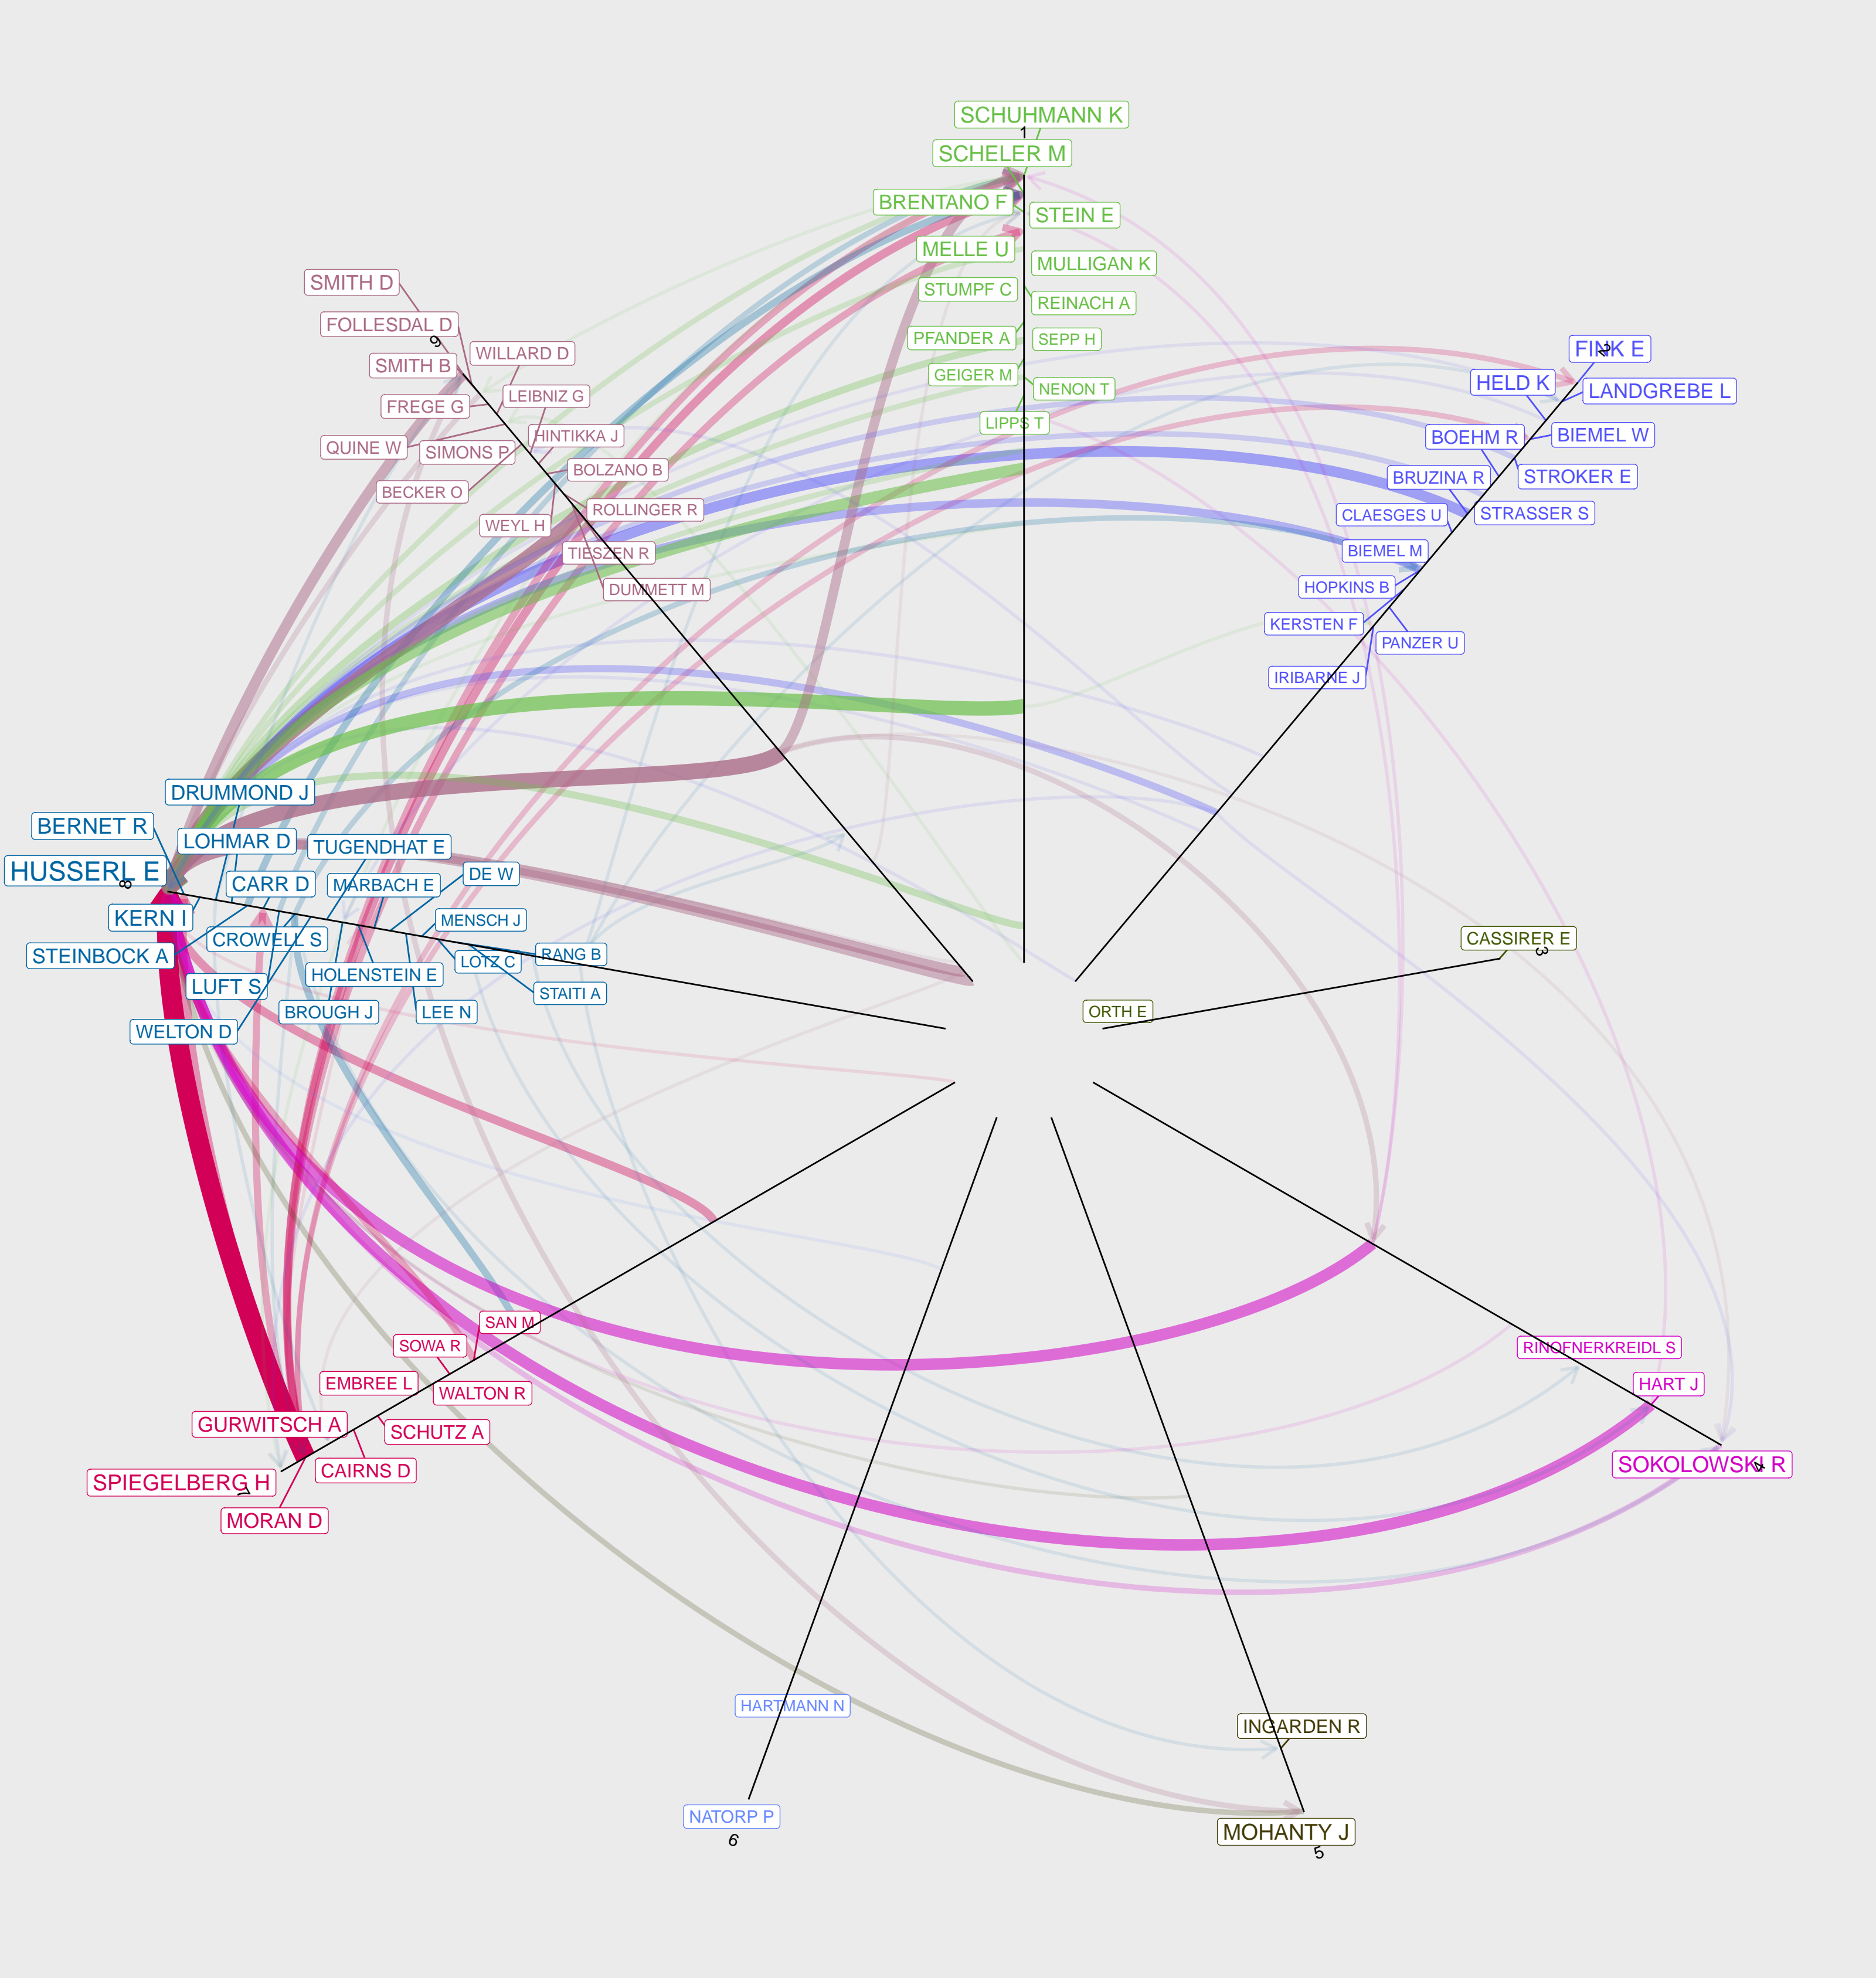 SCHUHMANN K
1
SCHELER M
BRENTANO F
STEIN E
MELLE U
MULLIGAN K
STUMPF C
REINACH A
PFANDER A
SEPP H
GEIGER M
NENON T
LIPPS T
SMITH D
FOLLESDAL D
9
SMITH B
WILLARD D
FREGE G
LEIBNIZ G
QUINE W
SIMONS P
HINTIKKA J
BECKER O
BOLZANO B
WEYL H
ROLLINGER R
TIESZEN R
DUMMETT M
FINK E
2
HELD K
LANDGREBE L
BOEHM R
BIEMEL W
BRUZINA R
STROKER E
CLAESGES U
STRASSER S
BIEMEL M
HOPKINS B
KERSTEN F
PANZER U
IRIBARNE J
DRUMMOND J
BERNET R
LOHMAR D
TUGENDHAT E
HUSSERL E
8
CARR D
MARBACH E
DE W
KERN I
MENSCH J
STEINBOCK A
CROWELL S
LOTZ C
RANG B
LUFT S
HOLENSTEIN E
STAITI A
BROUGH J
LEE N
WELTON D
CASSIRER E
3
ORTH E
SAN M
SOWA R
EMBREE L
WALTON R
GURWITSCH A
SCHUTZ A
SPIEGELBERG H
7
CAIRNS D
MORAN D
RINOFNERKREIDL S
HART J
SOKOLOWSKI R
4
HARTMANN N
INGARDEN R
NATORP P
6
MOHANTY J
5